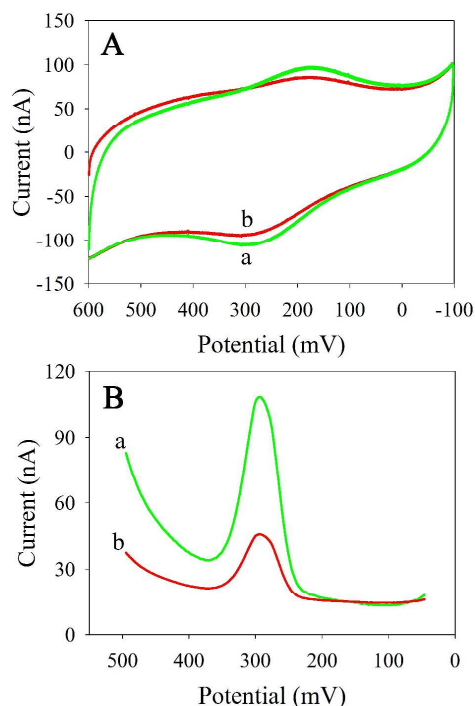 A
150
100
50
0
-50
-100
-150
Current (nA)
b
a
600 500 400 300 200 100 0 -100
Potential (mV)
B
120
90
60
30
0
Current (nA)
a
b
500 400 300 200 100 0
Potential (mV)